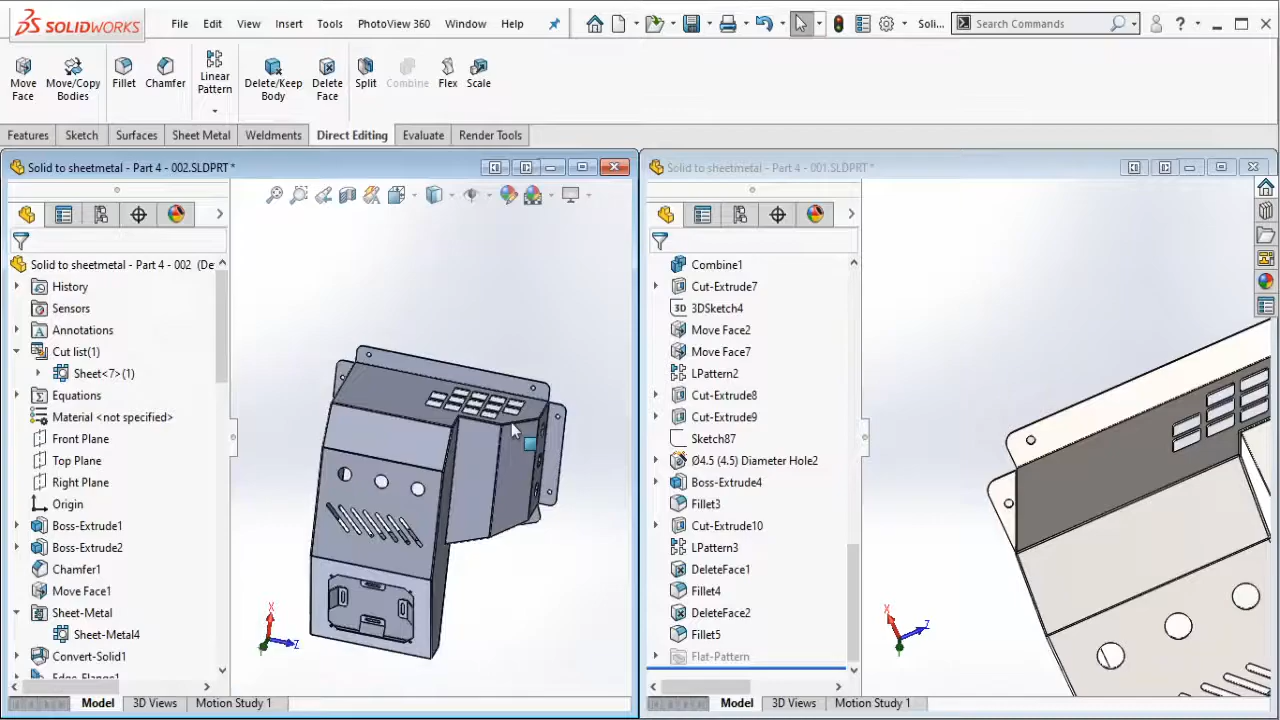 SOLIDWORKS
File Edit View Insert Tools PhotoView 360 Window Help
Soli...
Search Commands
Move Face
Move/Copy Bodies
Fillet
Chamfer
Linear Pattern
Delete/Keep Body
Delete Face
Split
Combine
Flex
Scale
Features Sketch Surfaces Sheet Metal Weldments Direct Editing Evaluate Render Tools
Solid to sheetmetal - Part 4 - 002.SLDPRT *
Solid to sheetmetal - Part 4 - 002 (De
History
Sensors
Annotations
Cut list(1)
Sheet<7>(1)
Equations
Material <not specified>
Front Plane
Top Plane
Right Plane
Origin
Boss-Extrude1
Boss-Extrude2
Chamfer1
Move Face1
Sheet-Metal
Sheet-Metal4
Convert-Solid1
Edge-Flange1
X
Z
Model 3D Views Motion Study 1
Solid to sheetmetal - Part 4 - 001.SLDPRT *
Combine1
Cut-Extrude7
3D 3DSketch4
Move Face2
Move Face7
LPattern2
Cut-Extrude8
Cut-Extrude9
Sketch87
Ø4.5 (4.5) Diameter Hole2
Boss-Extrude4
Fillet3
Cut-Extrude10
LPattern3
DeleteFace1
Fillet4
DeleteFace2
Fillet5
Flat-Pattern
X
Z
Model 3D Views Motion Study 1